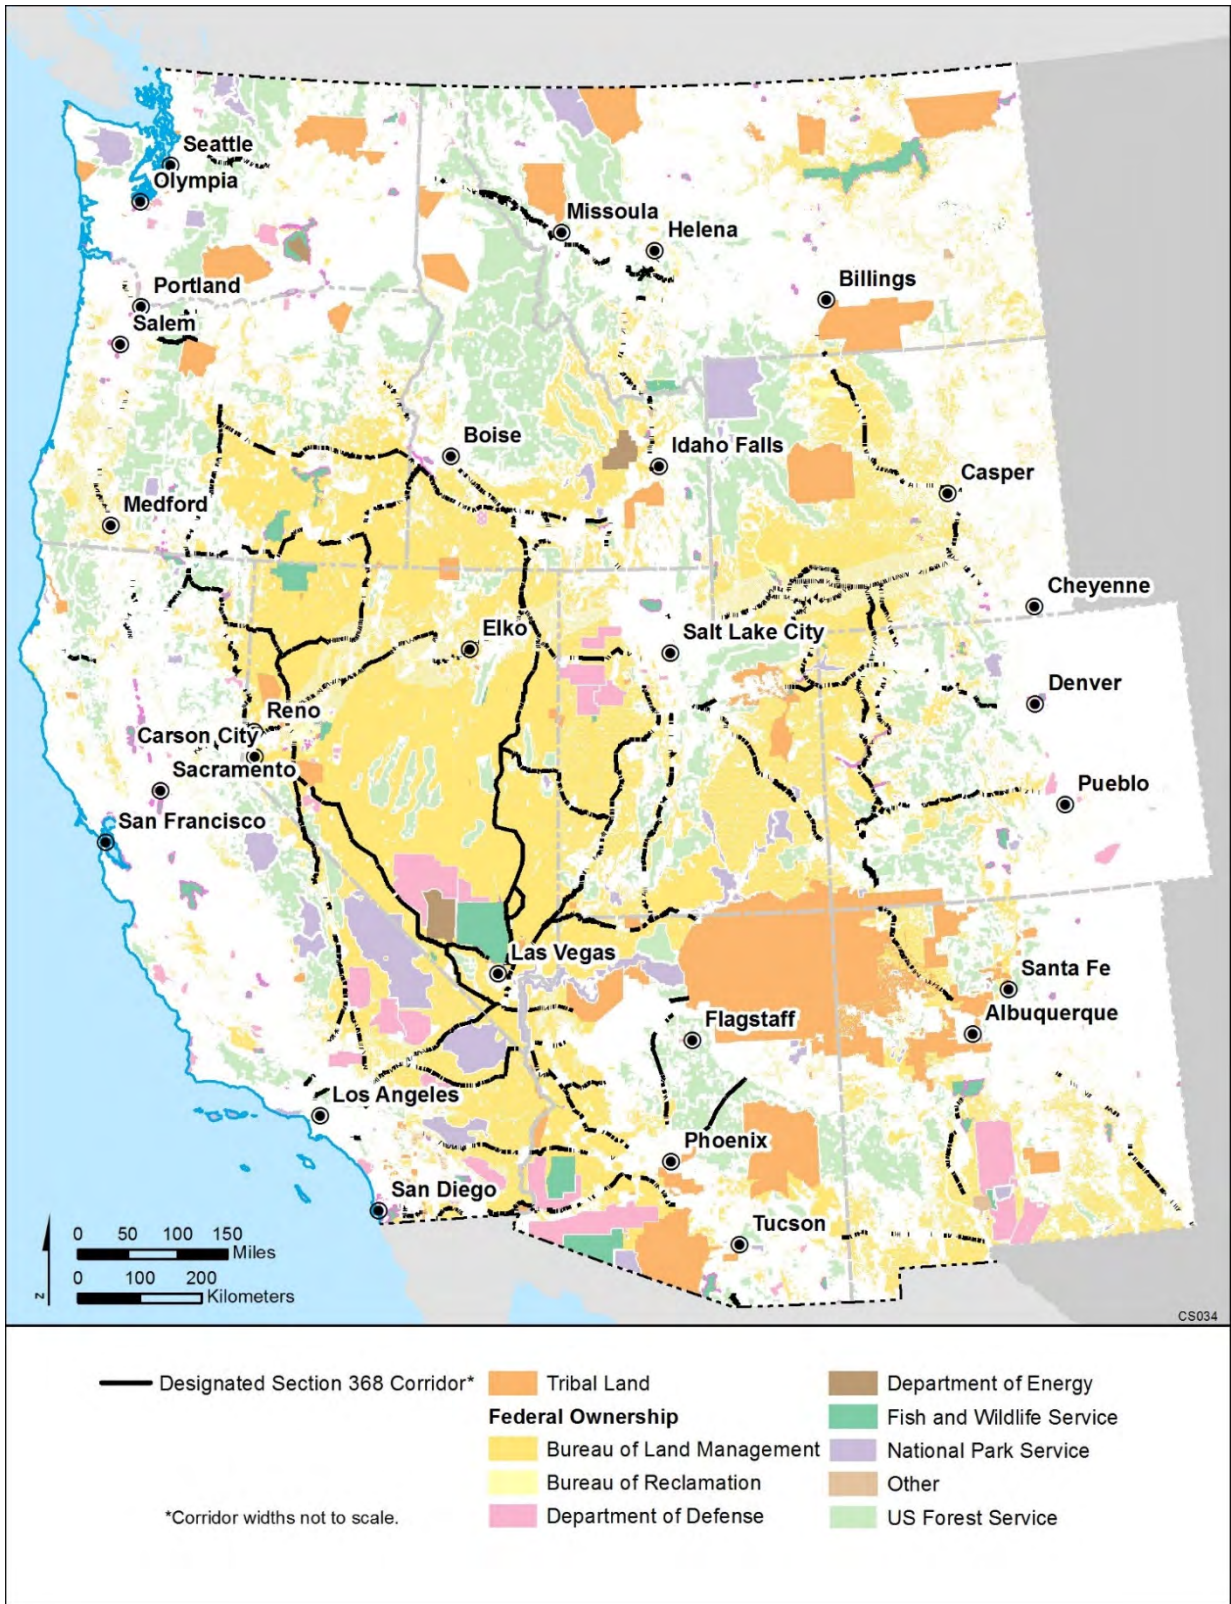 Seattle
Olympia
Missoula
Helena
Portland
Billings
Salem
Boise
Idaho Falls
Casper
Medford
Cheyenne
Elko
Salt Lake City
Denver
Reno
Carson City
Sacramento
Pueblo
San Francisco
Las Vegas
Santa Fe
Flagstaff
Albuquerque
Los Angeles
Phoenix
San Diego
Tucson
0 50 100 150
Miles
0 100 200
Kilometers
N
CS034
Designated Section 368 Corridor*
*Corridor widths not to scale.
Tribal Land
Federal Ownership
Bureau of Land Management
Bureau of Reclamation
Department of Defense
Department of Energy
Fish and Wildlife Service
National Park Service
Other
US Forest Service